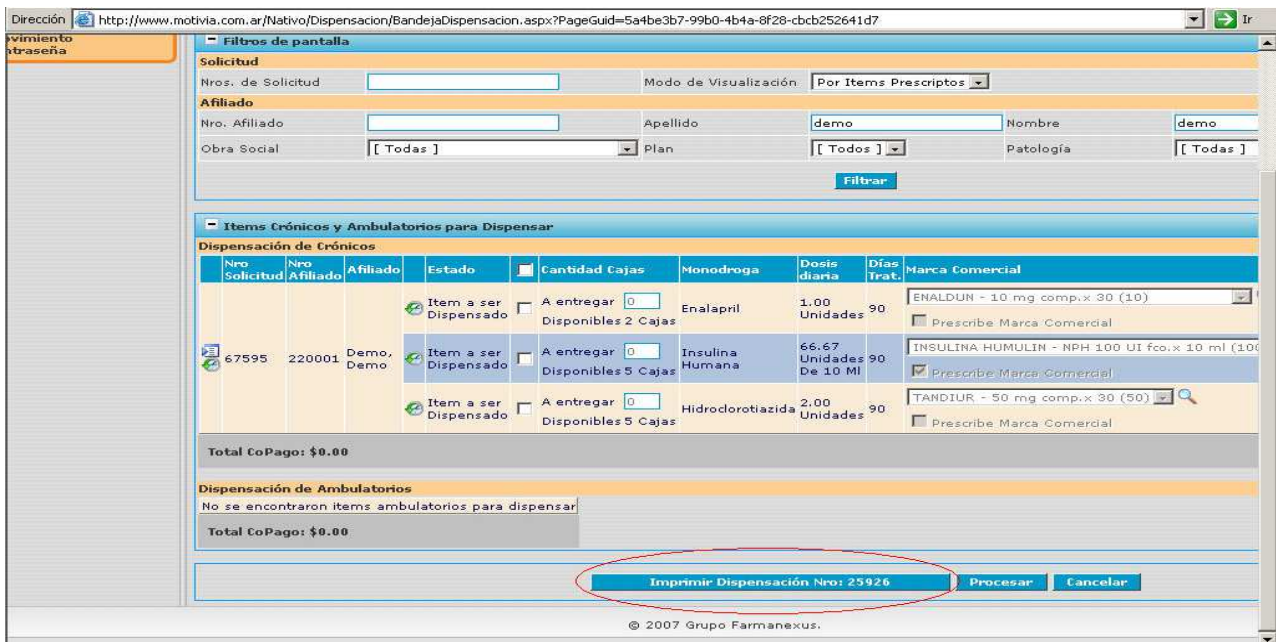 Dirección http://www.motivia.com.ar/Nativo/Dispensacion/BandejaDispensacion.aspx?PageGuid=5a4be3b7-99b0-4b4a-8f28-cbcb252641d7 Ir
ovimiento
ntraseña
Filtros de pantalla
Solicitud
Nros. de Solicitud Modo de Visualización Por Items Prescriptos
Afiliado
Nro. Afiliado Apellido demo Nombre demo
Obra Social [ Todas ] Plan [ Todos ] Patología [ Todas ]
Filtrar
Items Crónicos y Ambulatorios para Dispensar
Dispensación de Crónicos
Nro Solicitud Nro Afiliado Afiliado Estado Cantidad Cajas Monodroga Dosis diaria Días Trat. Marca Comercial
Item a ser Dispensado A entregar 0 Disponibles 2 Cajas Enalapril 1.00 Unidades 90 ENALDUN - 10 mg comp.x 30 (10)
Prescribe Marca Comercial
67595 220001 Demo, Demo Item a ser Dispensado A entregar 0 Disponibles 5 Cajas Insulina Humana 66.67 Unidades De 10 Ml 90 INSULINA HUMULIN - NPH 100 UI fco.x 10 ml (100
Prescribe Marca Comercial
Item a ser Dispensado A entregar 0 Disponibles 5 Cajas Hidroclorotiazida 2.00 Unidades 90 TANDIUR - 50 mg comp.x 30 (50)
Prescribe Marca Comercial
Total CoPago: $0.00
Dispensación de Ambulatorios
No se encontraron items ambulatorios para dispensar
Total CoPago: $0.00
Imprimir Dispensación Nro: 25926 Procesar Cancelar
© 2007 Grupo Farmanexus.